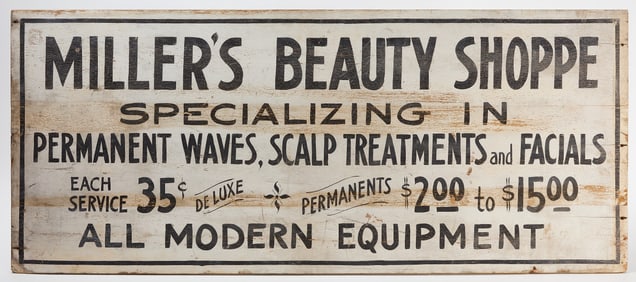 MILLER'S BEAUTY SHOPPE
SPECIALIZING IN
PERMANENT WAVES, SCALP TREATMENTS and FACIALS
EACH SERVICE 35¢ DE LUXE PERMANENTS $2.00 to $15.00
ALL MODERN EQUIPMENT